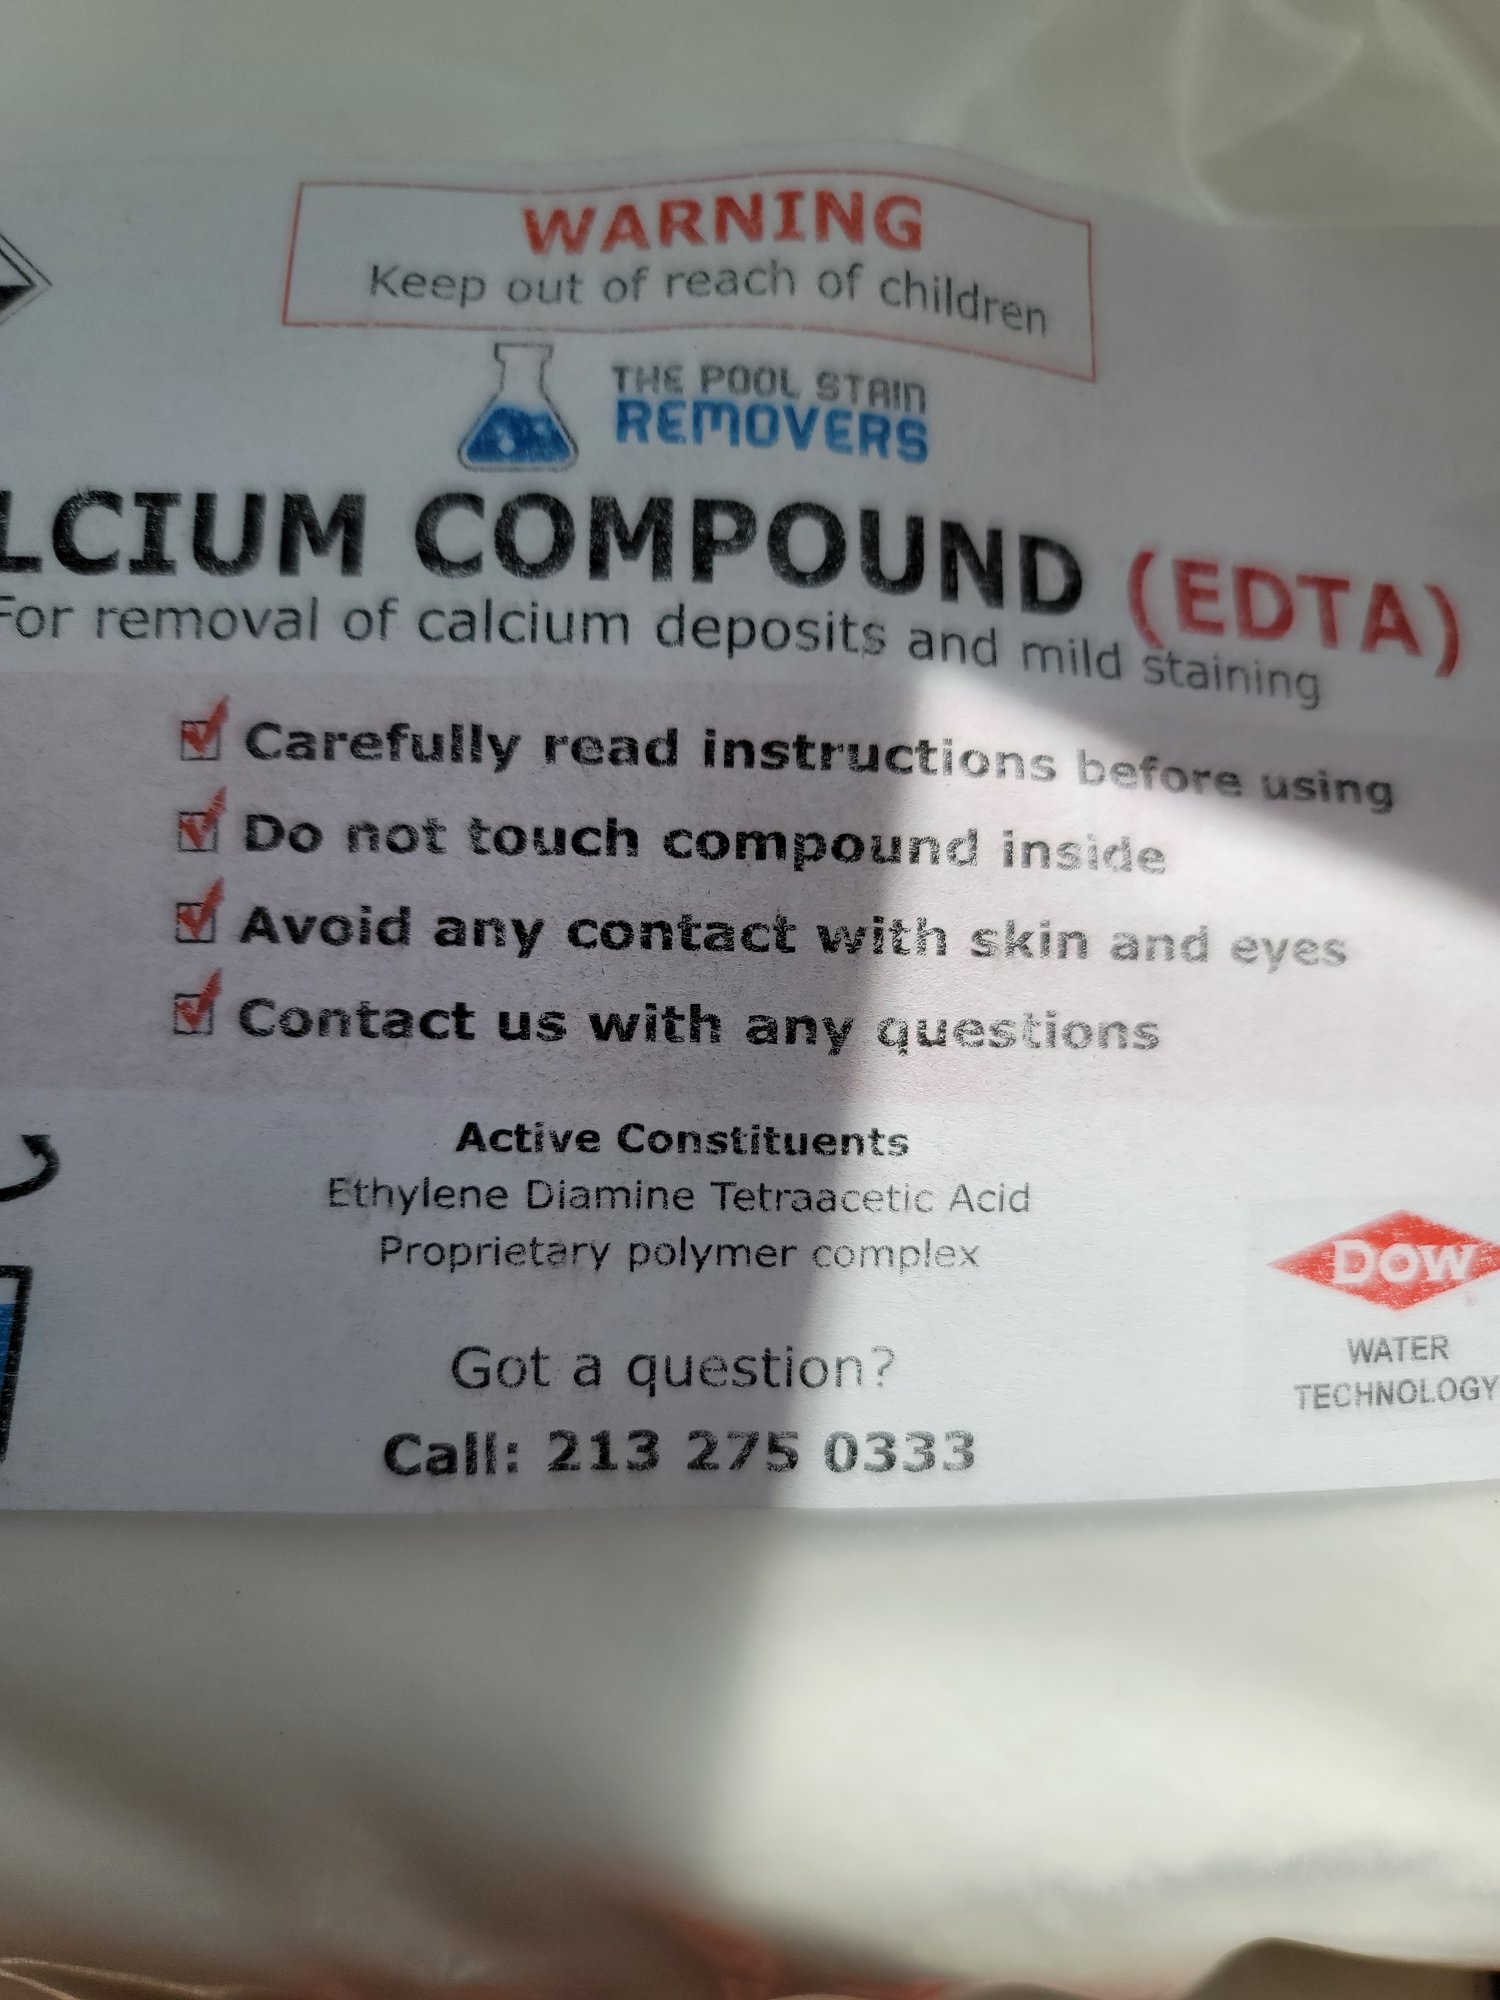 WARNING
Keep out of reach of children
THE POOL STAIN
REMOVERS
LCIUM COMPOUND (EDTA)
For removal of calcium deposits and mild staining
Carefully read instructions before using
Do not touch compound inside
Avoid any contact with skin and eyes
Contact us with any questions
Active Constituents
Ethylene Diamine Tetraacetic Acid
Proprietary polymer complex
DOW
WATER
TECHNOLOGY
Got a question?
Call: 213 275 0333